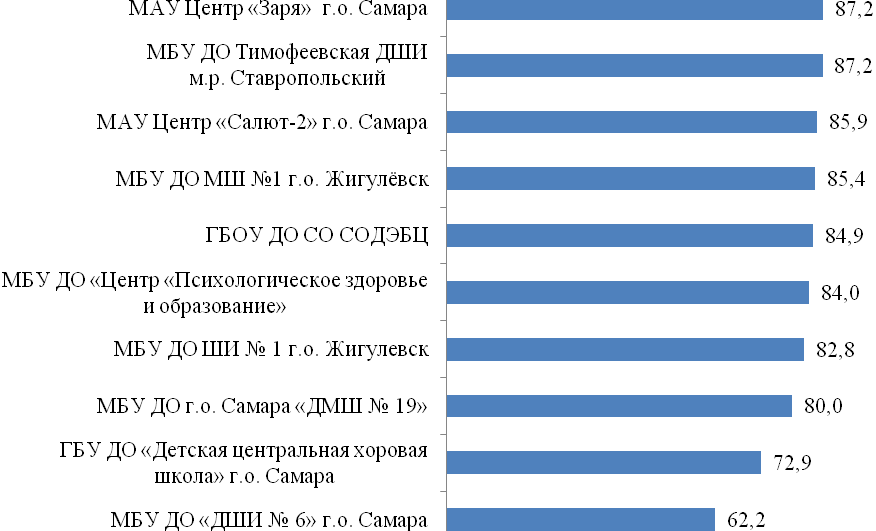 МАУ Центр «Заря» г.о. Самара 87,2
МБУ ДО Тимофеевская ДШИ
м.р. Ставропольский 87,2
МАУ Центр «Салют-2» г.о. Самара 85,9
МБУ ДО МШ №1 г.о. Жигулёвск 85,4
ГБОУ ДО СО СОДЭБЦ 84,9
МБУ ДО «Центр «Психологическое здоровье
и образование» 84,0
МБУ ДО ШИ № 1 г.о. Жигулевск 82,8
МБУ ДО г.о. Самара «ДМШ № 19» 80,0
ГБУ ДО «Детская центральная хоровая
школа» г.о. Самара 72,9
МБУ ДО «ДШИ № 6» г.о. Самара 62,2